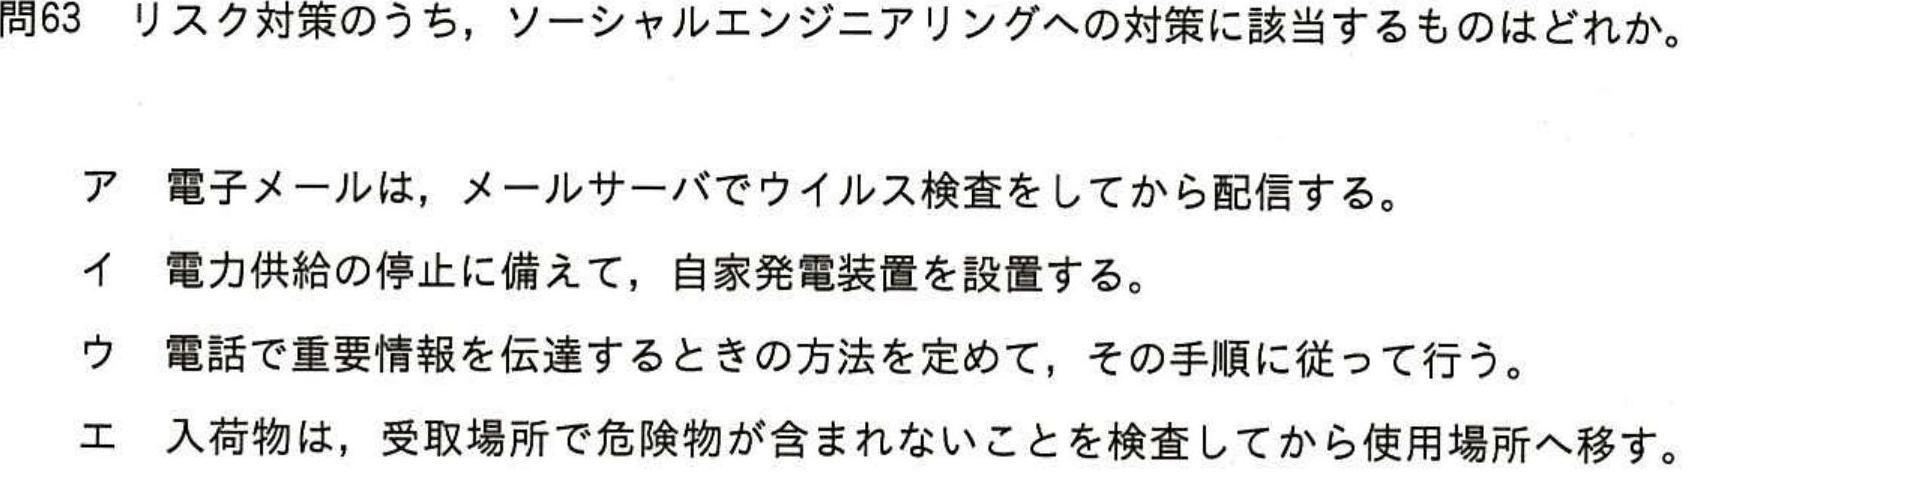 問63 リスク対策のうち，ソーシャルエンジニアリングへの対策に該当するものはどれか。
ア 電子メールは，メールサーバでウイルス検査をしてから配信する。
イ 電力供給の停止に備えて，自家発電装置を設置する。
ウ 電話で重要情報を伝達するときの方法を定めて，その手順に従って行う。
エ 入荷物は，受取場所で危険物が含まれないことを検査してから使用場所へ移す。